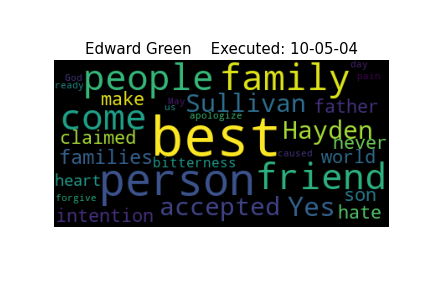 Edward Green    Executed: 10-05-04
God people family day pain
ready make Sullivan father
come us May apologize
claimed best Hayden never
families bitterness caused world
heart person friend son
forgive accepted Yes hate
intention